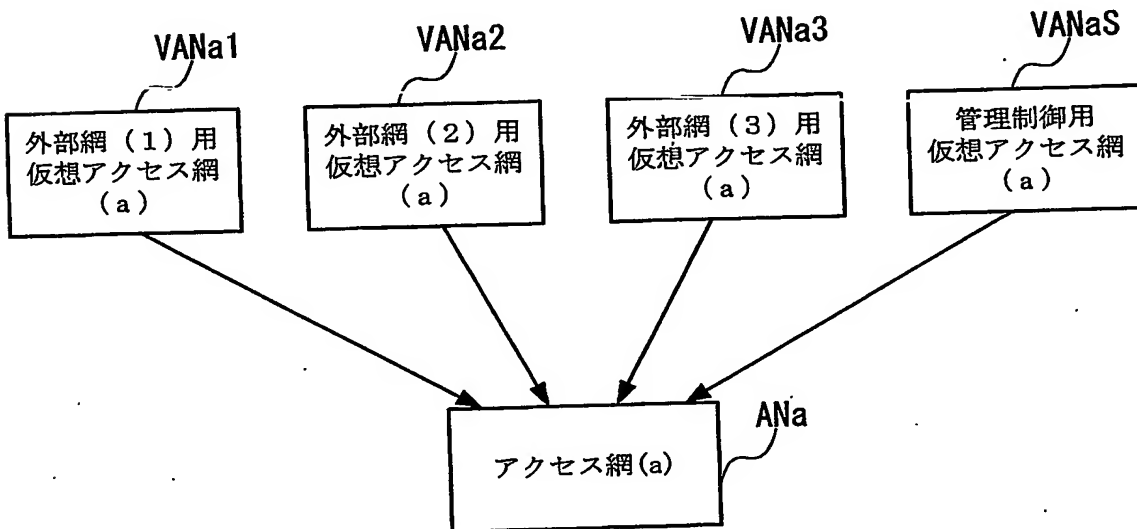 VANa1
VANa2
VANa3
VANaS
外部網（1）用
仮想アクセス網
（a）
外部網（2）用
仮想アクセス網
（a）
外部網（3）用
仮想アクセス網
（a）
管理制御用
仮想アクセス網
（a）
ANa
アクセス網(a)